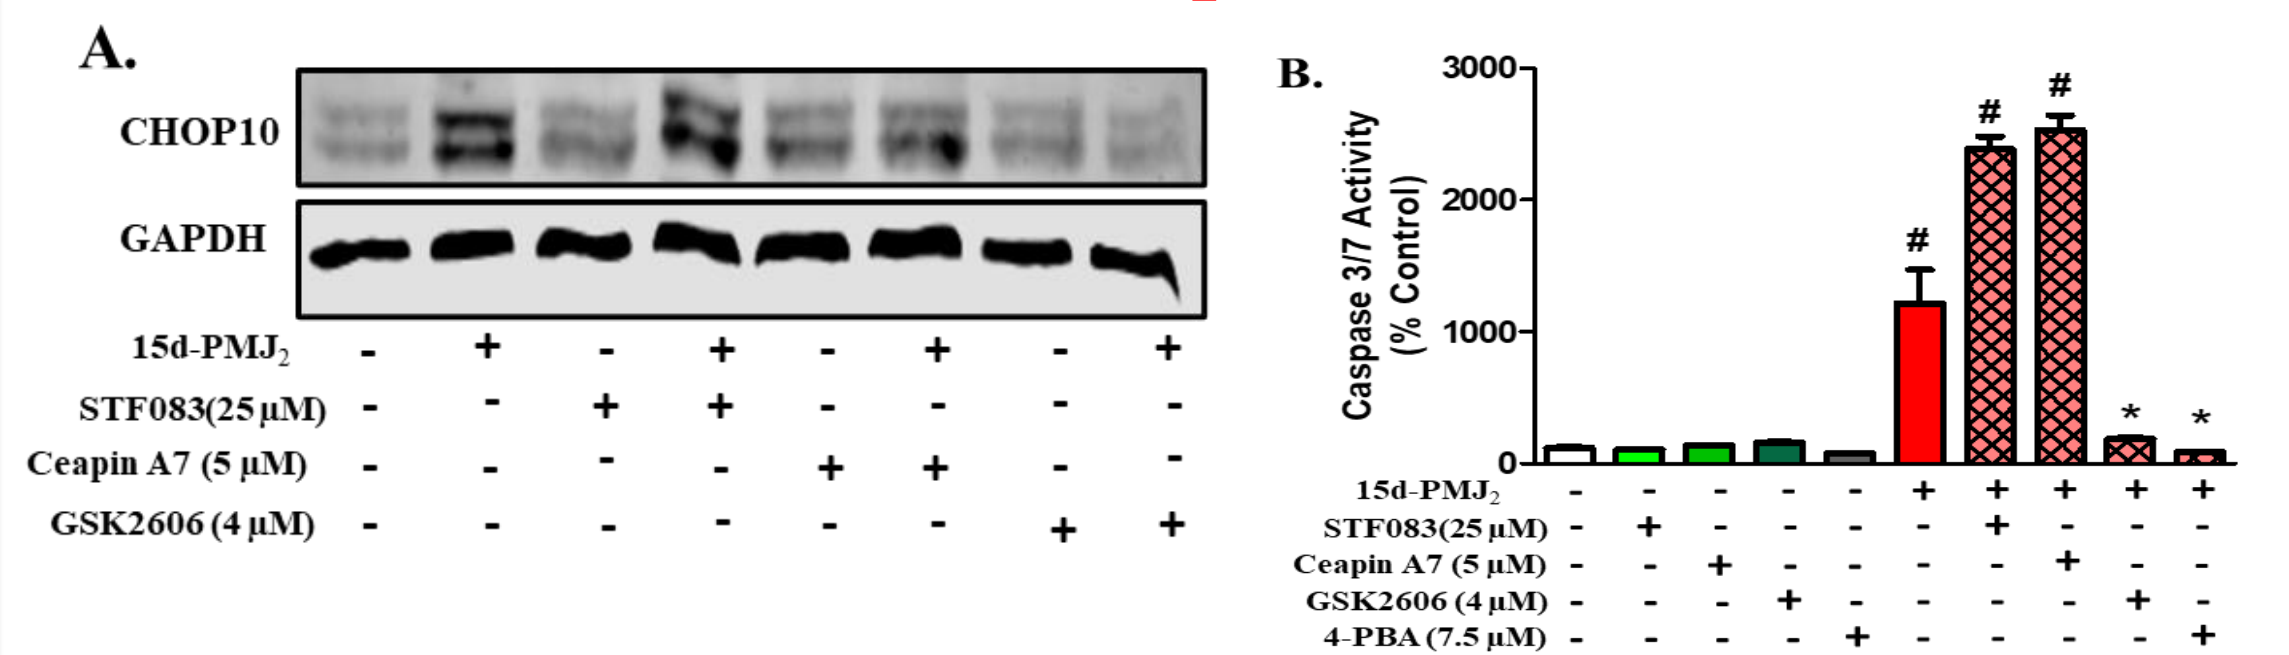 A.
CHOP10
GAPDH
15d-PMJ₂ - + - + - + - +
STF083(25 µM) - - + + - - - -
Ceapin A7 (5 µM) - - - - + + - -
GSK2606 (4 µM) - - - - - - + +
B.
Caspase 3/7 Activity
(% Control)
3000
2000
1000
0
# # # * *
15d-PMJ₂ - - - - - + + + + +
STF083(25 µM) - + - - - - + - - -
Ceapin A7 (5 µM) - - + - - - - + - -
GSK2606 (4 µM) - - - + - - - - + -
4-PBA (7.5 µM) - - - - + - - - - +